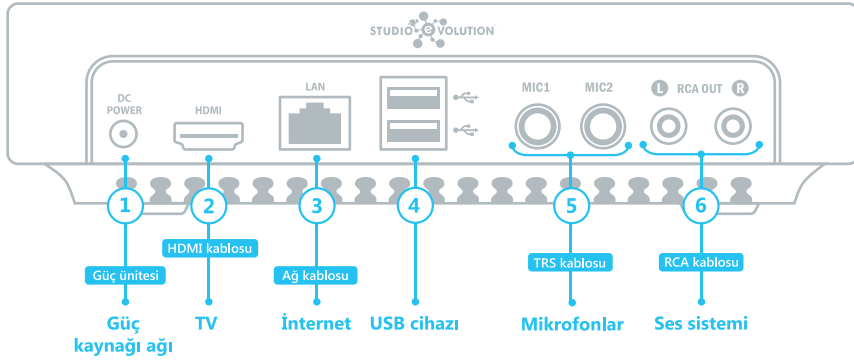 STUDIO EVOLUTION
DC POWER
HDMI
LAN
MIC1
MIC2
L RCA OUT R
1
2
3
4
5
6
HDMI kablosu
Güç ünitesi
Ağ kablosu
TRS kablosu
RCA kablosu
Güç kaynağı ağı
TV
İnternet
USB cihazı
Mikrofonlar
Ses sistemi